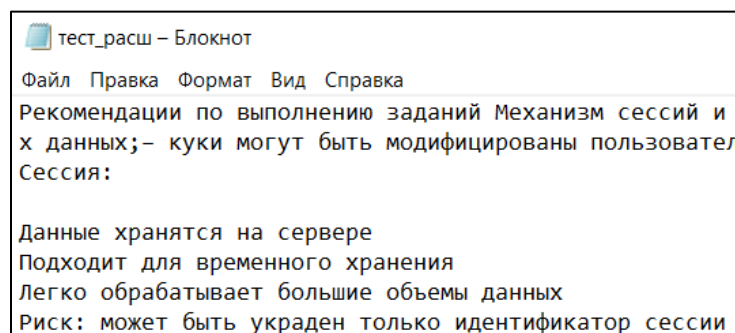 тест_расш – Блокнот
Файл Правка Формат Вид Справка
Рекомендации по выполнению заданий Механизм сессий и
х данных;– куки могут быть модифицированы
Сессия:
Данные хранятся на сервере
Подходит для временного хранения
Легко обрабатывает большие объемы данных
Риск: может быть украден только идентификатор сессии